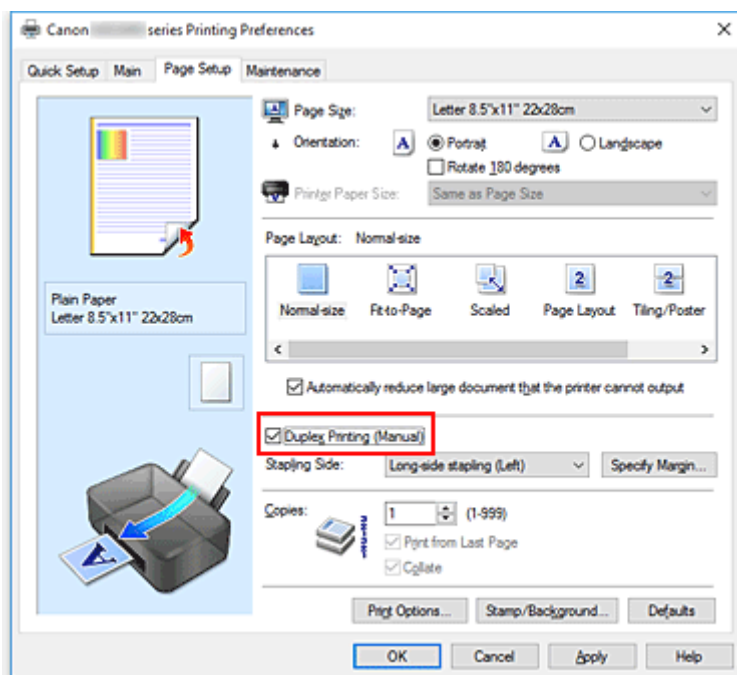 Canon series Printing Preferences
Quick Setup Main Page Setup Maintenance
Page Size: Letter 8.5"x11" 22x28cm
Orientation: A Portrait A Landscape
Rotate 180 degrees
Printer Paper Size: Same as Page Size
Page Layout: Normal-size
2 2
Normal-size Fit-to-Page Scaled Page Layout Tiling/Poster
Plain Paper
Letter 8.5"x11" 22x28cm
Automatically reduce large document that the printer cannot output
Duplex Printing (Manual)
Stapling Side: Long-side stapling (Left) Specify Margin...
Copies: 1 (1-999)
Print from Last Page
Collate
A
Print Options... Stamp/Background... Defaults
OK Cancel Apply Help